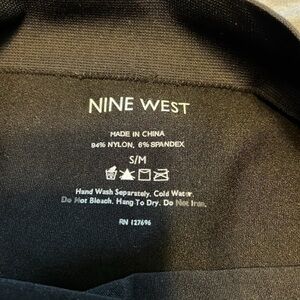 NINE WEST
MADE IN CHINA
94% NYLON, 6% SPANDEX
S/M
Hand Wash Separately. Cold Water.
Do Not Bleach. Hang To Dry. Do Not Iron.
RN 127696